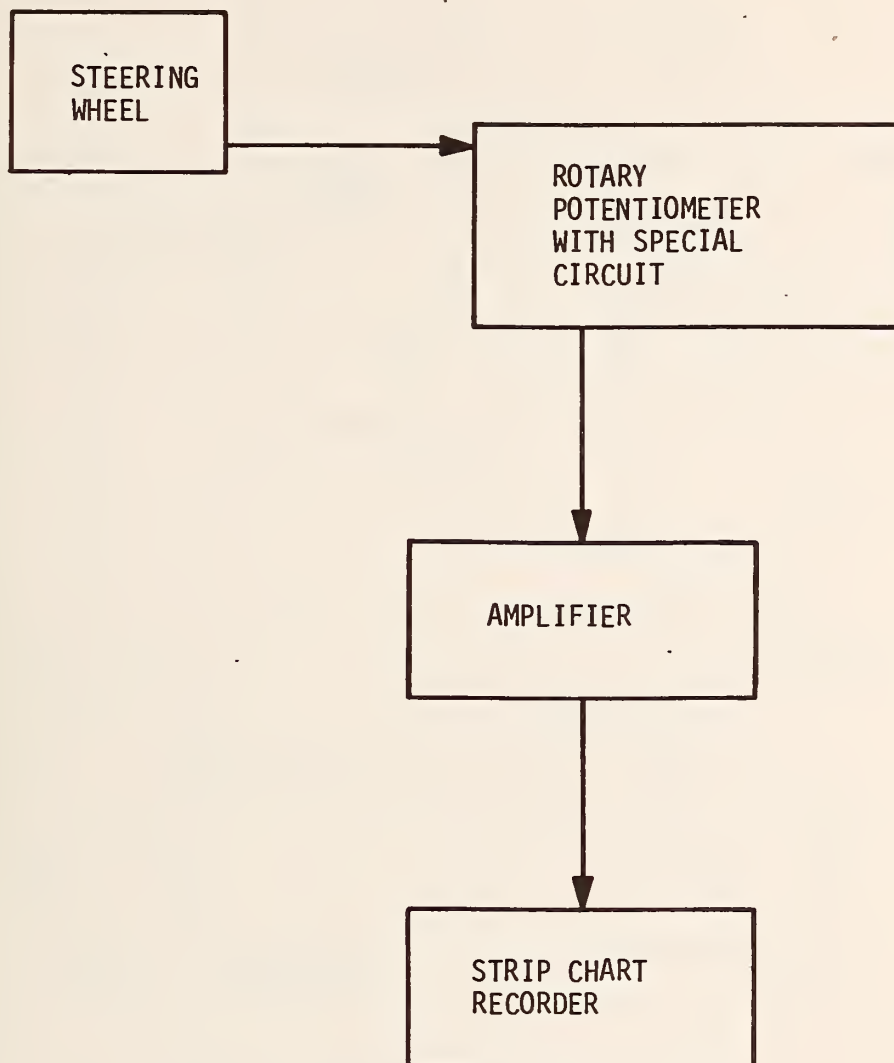 STEERING
WHEEL
ROTARY
POTENTIOMETER
WITH SPECIAL
CIRCUIT
AMPLIFIER
STRIP CHART
RECORDER